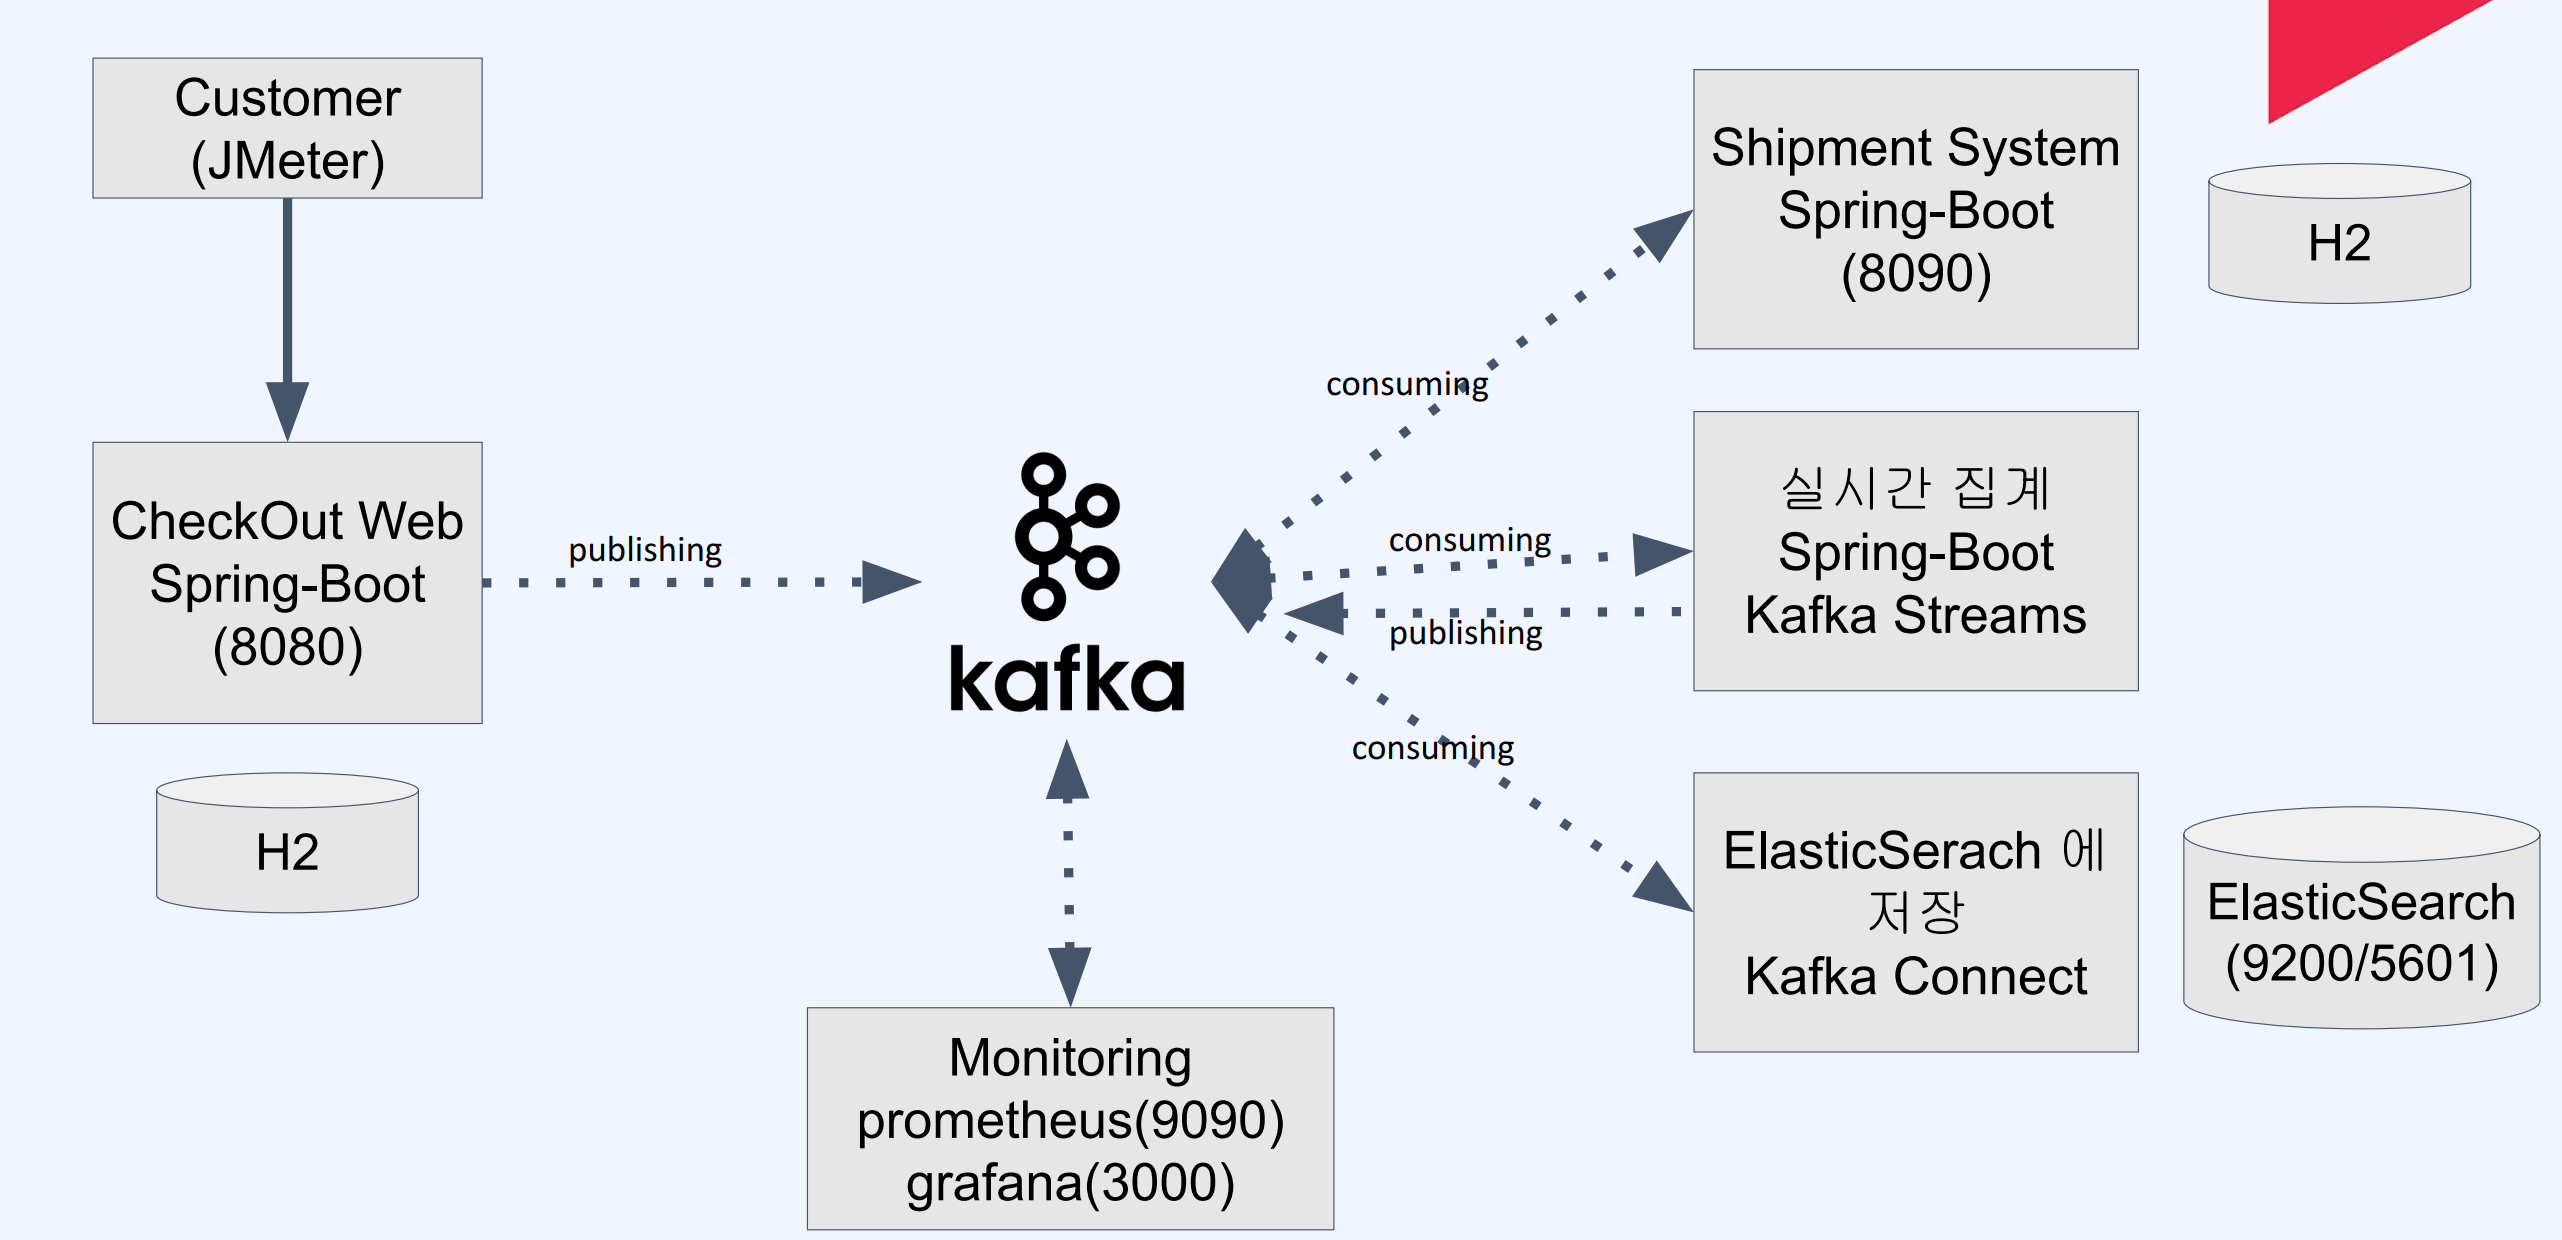 Customer
(JMeter)
CheckOut Web
Spring-Boot
(8080)
H2
publishing
kafka
Monitoring
prometheus(9090)
grafana(3000)
consuming
consuming
publishing
consuming
Shipment System
Spring-Boot
(8090)
H2
실시간 집계
Spring-Boot
Kafka Streams
ElasticSerach 에
저장
Kafka Connect
ElasticSearch
(9200/5601)